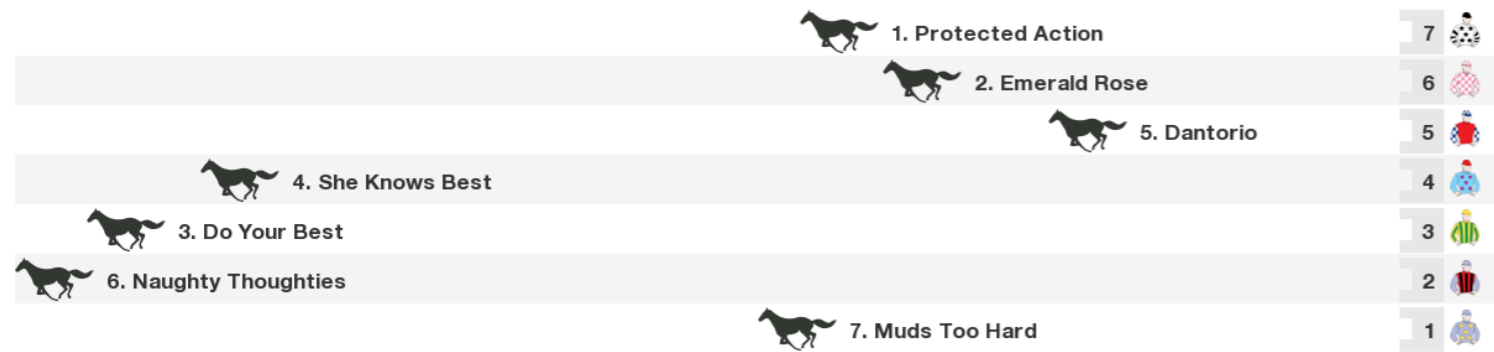 1. Protected Action 7
2. Emerald Rose 6
5. Dantorio 5
4. She Knows Best 4
3. Do Your Best 3
6. Naughty Thoughties 2
7. Muds Too Hard 1